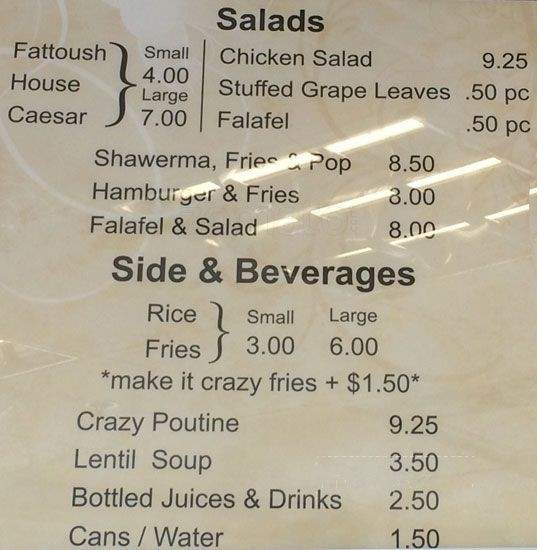 Salads
Fattoush
House
Caesar
Small
4.00
Large
7.00
Chicken Salad 9.25
Stuffed Grape Leaves .50 pc
Falafel .50 pc
Shawerma, Fries & Pop 8.50
Hamburger & Fries 8.00
Falafel & Salad 8.00
Side & Beverages
Rice
Fries
Small Large
3.00 6.00
*make it crazy fries + $1.50*
Crazy Poutine 9.25
Lentil Soup 3.50
Bottled Juices & Drinks 2.50
Cans / Water 1.50